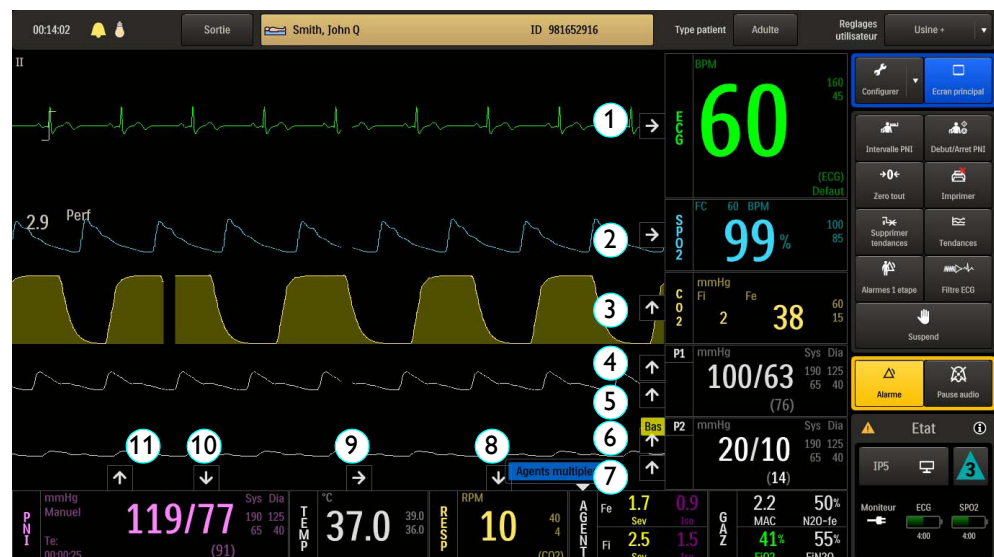 00:14:02
Sortie
Smith, John Q
ID 981652916
Type patient
Adulte
Reglages utilisateur
Usine +
II
2.9 Perf
1
2
3
4
5
6
7
8
9
10
11
ECG
BPM
60
160
45
(ECG)
Defaut
SPO2
FC 60 BPM
99%
100
85
CO2
mmHg
Fi Fe
2 38
60
15
P1 mmHg Sys Dia
100/63
190 125
65 40
(76)
Bas
P2 mmHg Sys Dia
20/10
190 125
65 40
(14)
Agents multiple
PNI
mmHg
Manuel
Te:
00:00:25
119/77
(91)
Sys Dia
190 125
65 40
TEMP
°C
37.0
39.0
36.0
RESP
RPM
10
40
4
(CO2)
AGENT
Fe 1.7 0.9
Sev Iso
Fi 2.5 1.5
Sev Iso
GAZ
2.2 50%
MAC N2O-fe
41% 55%
FiO2 FiN2O
Configurer
Ecran principal
Intervalle PNI
Debut/Arret PNI
Zero tout
Imprimer
Supprimer tendances
Tendances
Alarmes 1 etape
Filtre ECG
Suspend
Alarme
Pause audio
Etat
IP5
3
Moniteur ECG SPO2
4:00 4:00